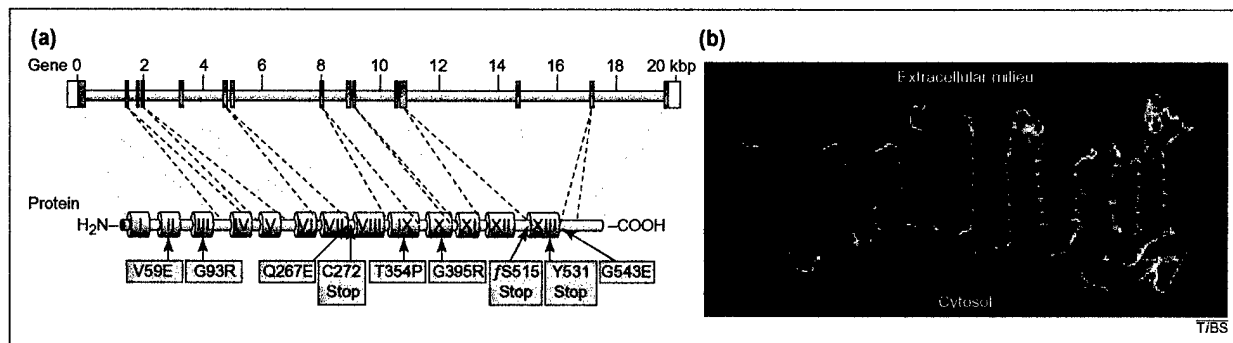 (a)
Gene 0 2 4 6 8 10 12 14 16 18 20 kbp
Protein
H₂N– I II III IV V VI VII VIII IX X XI XII XIII –COOH
V59E G93R Q267E C272 Stop T354P G395R fS515 Stop Y531 Stop G543E
(b)
Extracellular milieu
Cytosol
TiBS